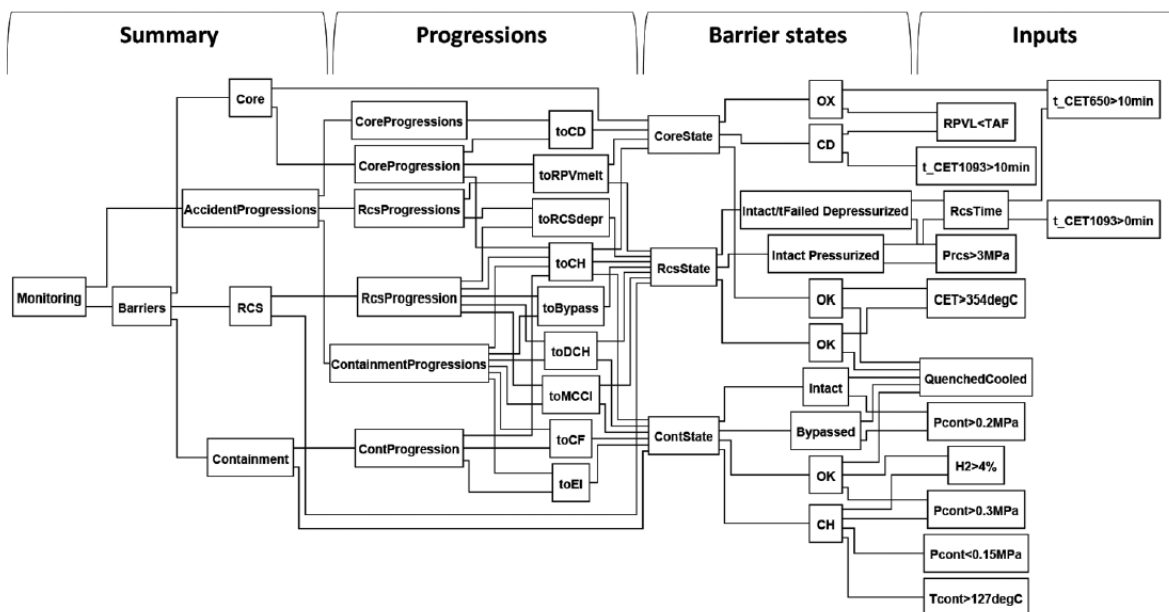 Summary
Progressions
Barrier states
Inputs
Monitoring
AccidentProgressions
Barriers
Core
RCS
Containment
CoreProgressions
CoreProgression
RcsProgressions
RcsProgression
ContainmentProgressions
ContProgression
toCD
toRPVmelt
toRCSdepr
toCH
toBypass
toDCH
toMCCI
toCF
toEI
CoreState
RcsState
ContState
OX
CD
Intact/tFailed Depressurized
Intact Pressurized
OK
OK
Intact
Bypassed
OK
CH
t_CET650>10min
RPVL<TAF
t_CET1093>10min
RcsTime
t_CET1093>0min
Prcs>3MPa
CET>354degC
QuenchedCooled
Pcont>0.2MPa
H2>4%
Pcont>0.3MPa
Pcont<0.15MPa
Tcont>127degC